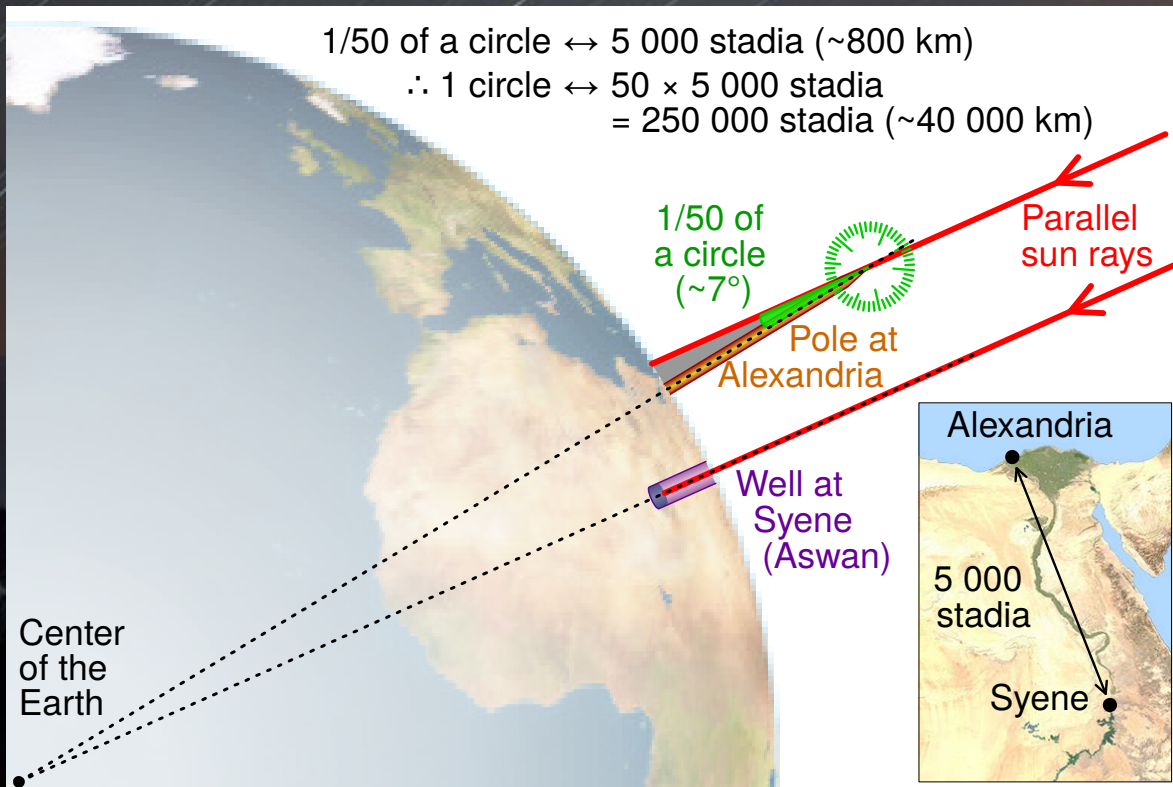 1/50 of a circle ↔ 5 000 stadia (~800 km)
∴ 1 circle ↔ 50 × 5 000 stadia
= 250 000 stadia (~40 000 km)
1/50 of
a circle
(~7°)
Parallel
sun rays
Pole at
Alexandria
Well at
Syene
(Aswan)
Center
of the
Earth
Alexandria
5 000
stadia
Syene